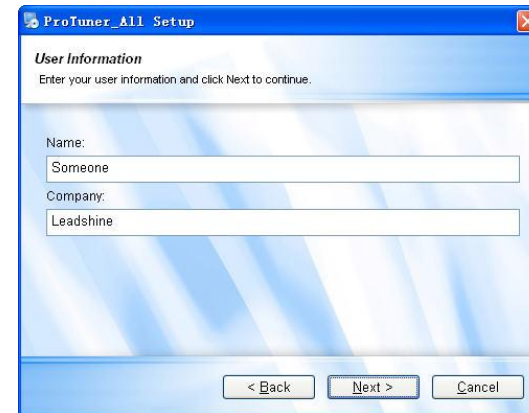 ProTuner_All Setup
User Information
Enter your user information and click Next to continue.
Name:
Someone
Company:
Leadshine
< Back
Next >
Cancel